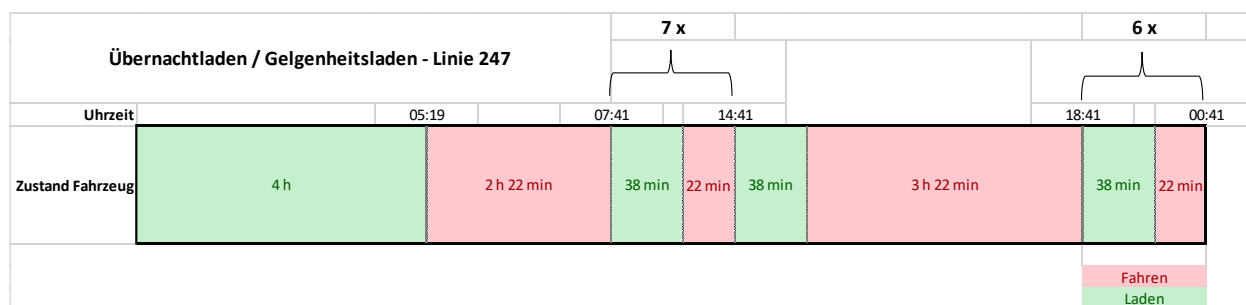 7 x
6 x
Übernachtladen / Gelgenheitsladen - Linie 247
Uhrzeit
05:19
07:41
14:41
18:41
00:41
Zustand Fahrzeug
4 h
2 h 22 min
38 min
22 min
38 min
3 h 22 min
38 min
22 min
Fahren
Laden